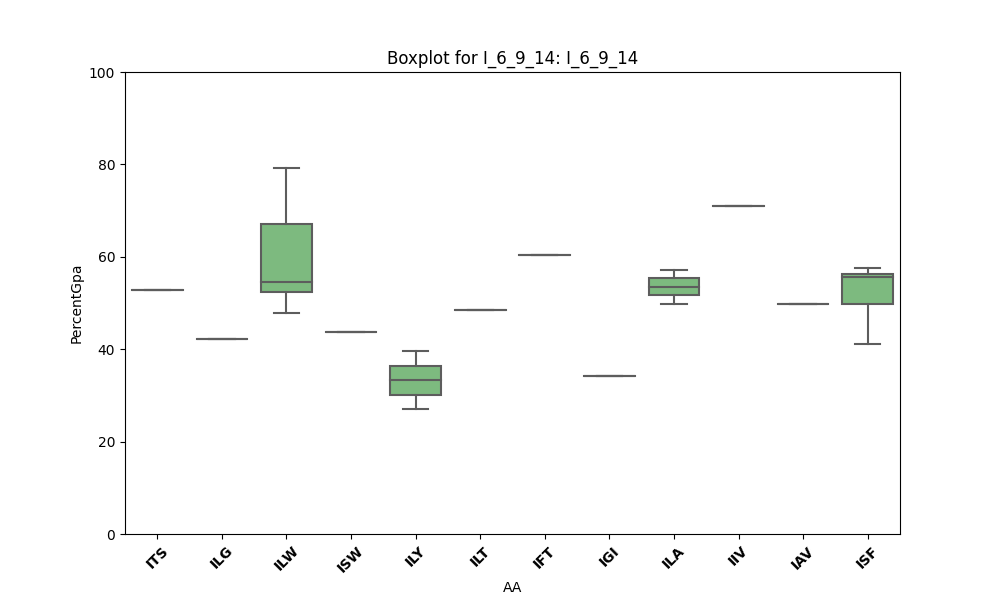 Boxplot for I_6_9_14: I_6_9_14
100
80
60
40
20
0
PercentGpa
ITS
ILG
ILW
ISW
ILY
ILT
IFT
IGI
ILA
IIV
IAV
ISF
AA